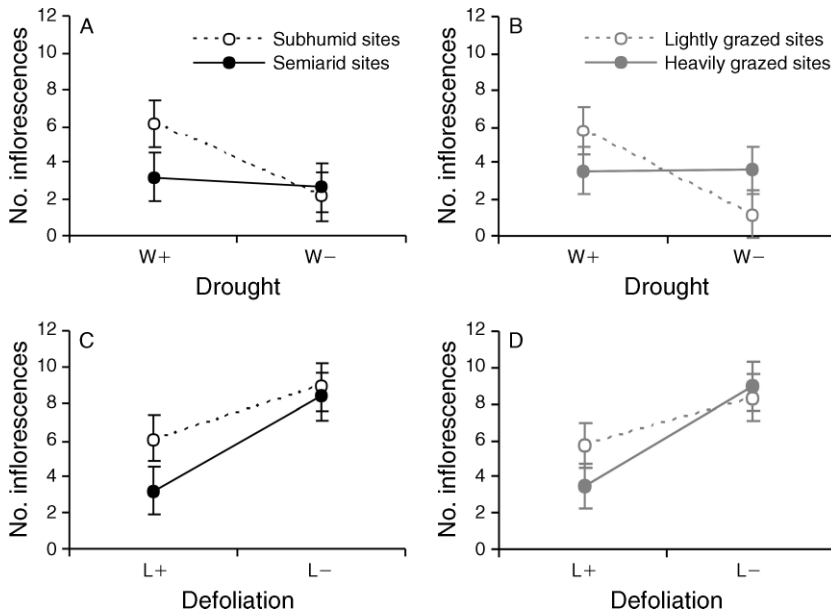 A
Subhumid sites
Semiarid sites
No. inflorescences
12
10
8
6
4
2
0
W+
W−
Drought
B
Lightly grazed sites
Heavily grazed sites
No. inflorescences
12
10
8
6
4
2
0
W+
W−
Drought
C
No. inflorescences
12
10
8
6
4
2
0
L+
L−
Defoliation
D
No. inflorescences
12
10
8
6
4
2
0
L+
L−
Defoliation